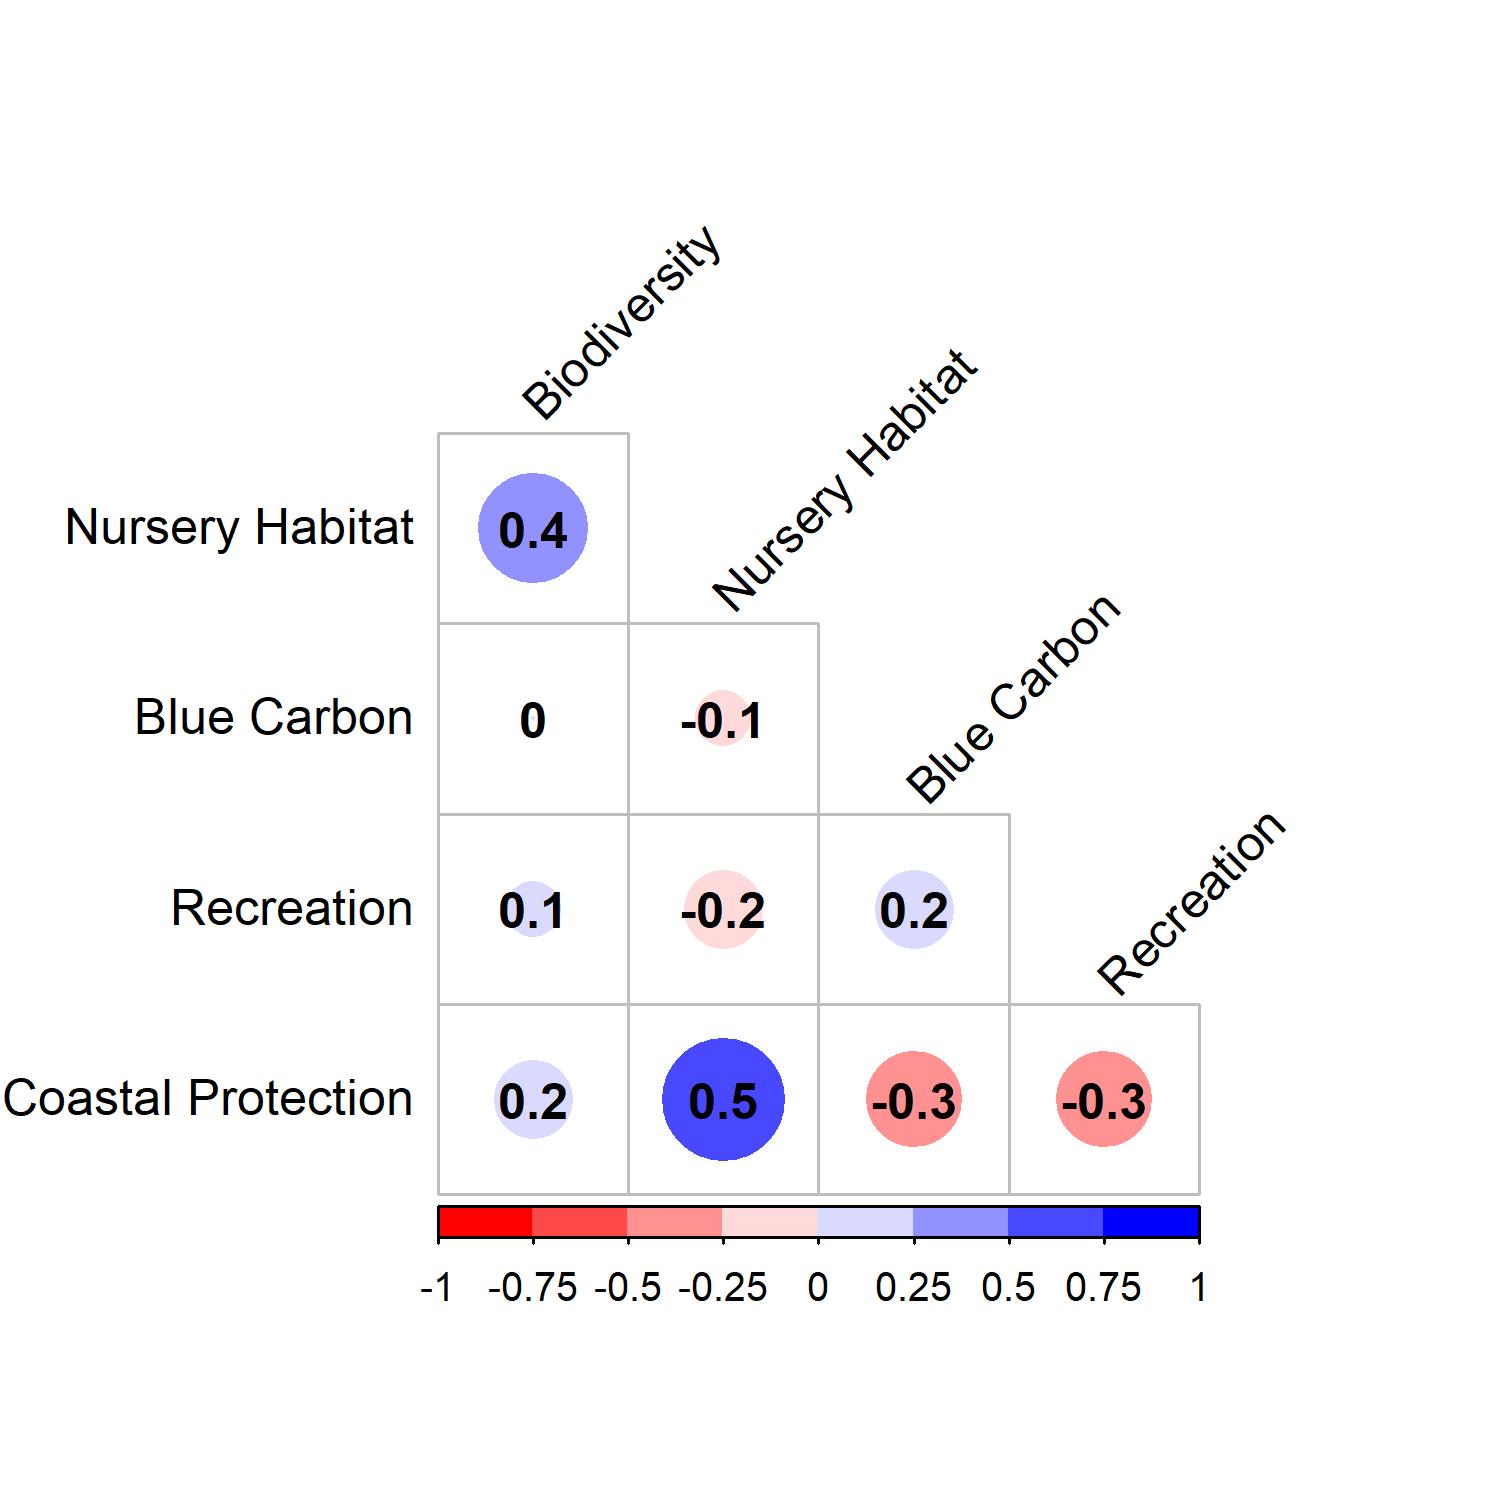 Biodiversity
Nursery Habitat
Nursery Habitat
0.4
Blue Carbon
Blue Carbon
0
-0.1
Recreation
Recreation
0.1
-0.2
0.2
Coastal Protection
0.2
0.5
-0.3
-0.3
-1 -0.75 -0.5 -0.25 0 0.25 0.5 0.75 1